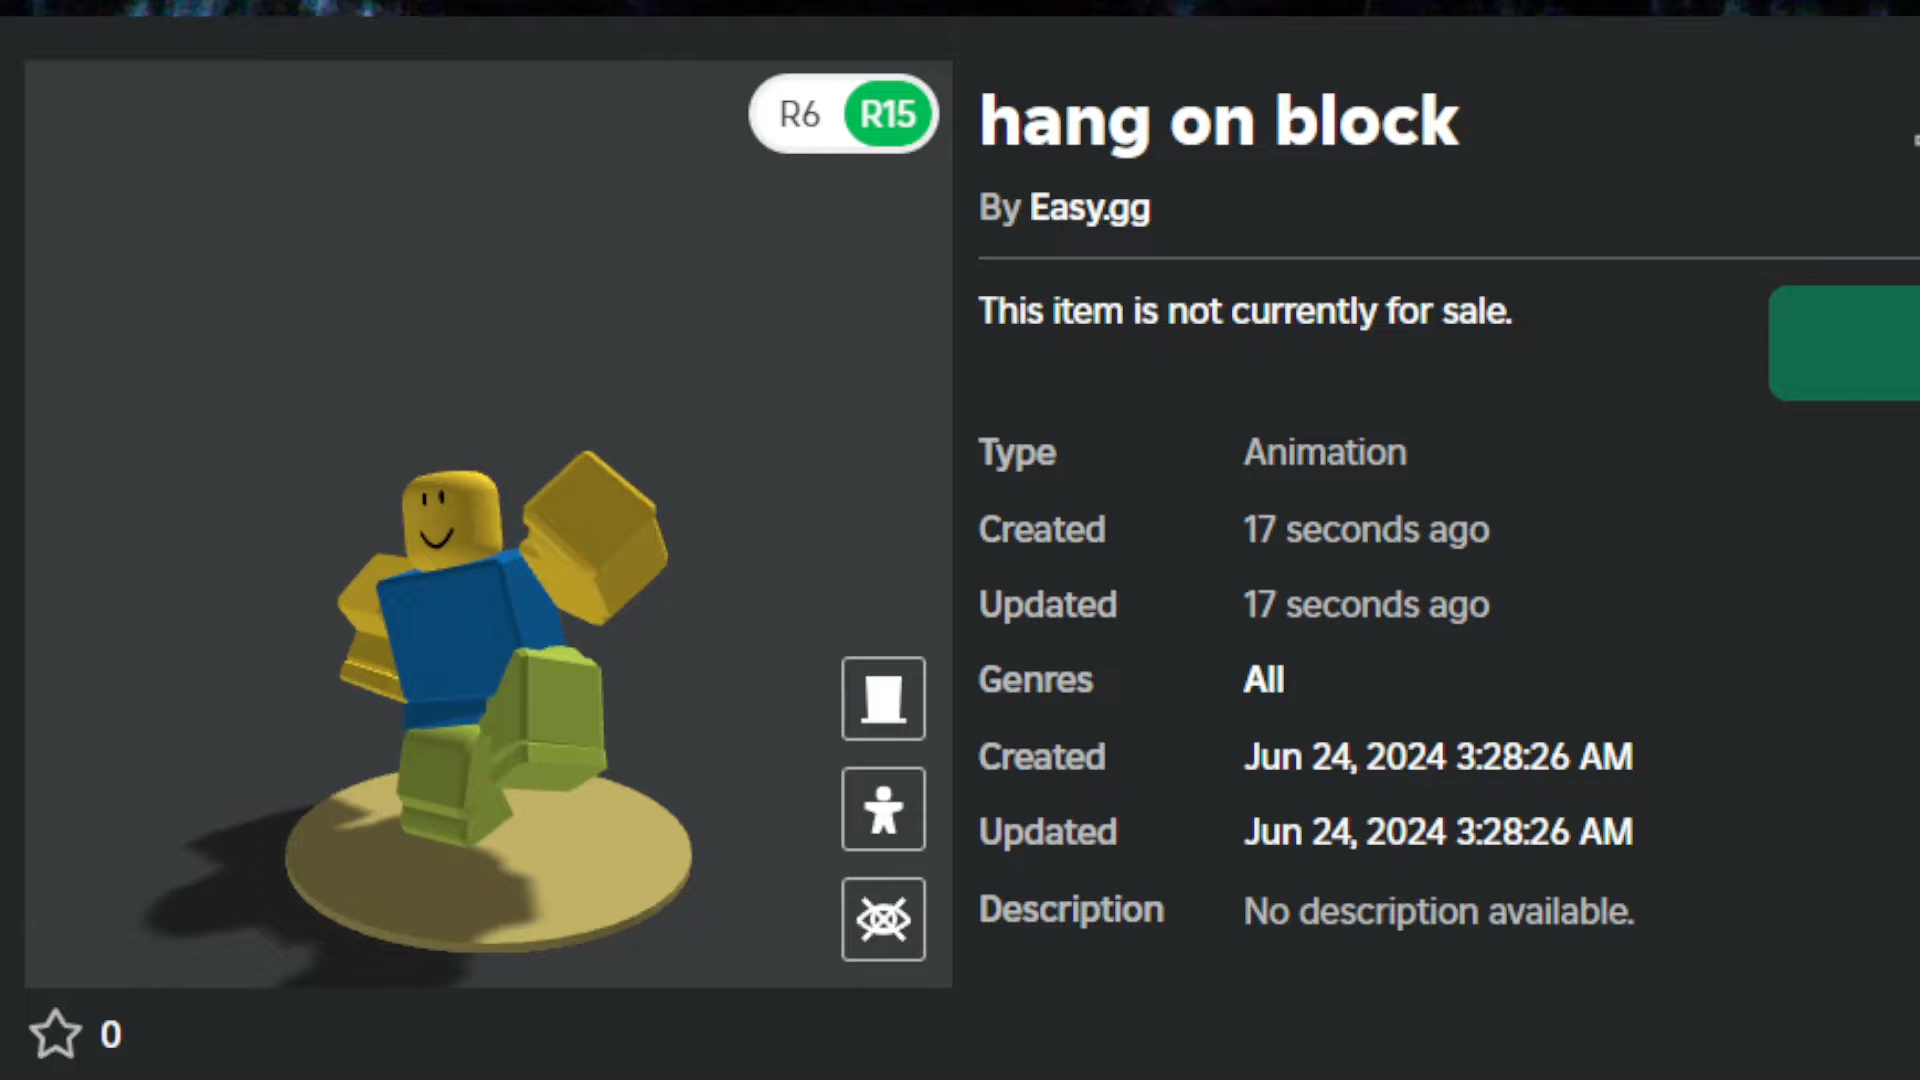 R6 R15
hang on block
By Easy.gg
This item is not currently for sale.
Type Animation
Created 17 seconds ago
Updated 17 seconds ago
Genres All
Created Jun 24, 2024 3:28:26 AM
Updated Jun 24, 2024 3:28:26 AM
Description No description available.
0